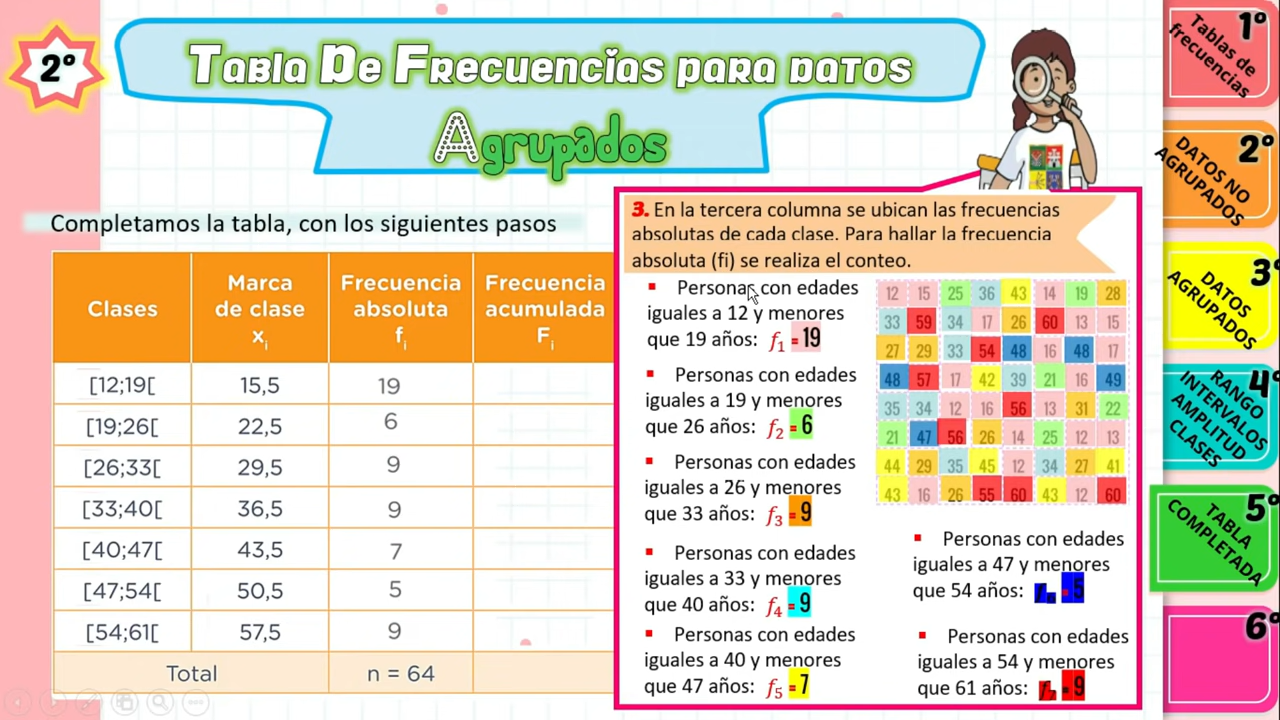 2°
Tabla De Frecuencias para datos
Agrupados
Completamos la tabla, con los siguientes pasos
Clases
Marca
de clase
xi
Frecuencia
absoluta
fi
Frecuencia
acumulada
Fi
[12;19[ 15,5 19
[19;26[ 22,5 6
[26;33[ 29,5 9
[33;40[ 36,5 9
[40;47[ 43,5 7
[47;54[ 50,5 5
[54;61[ 57,5 9
Total n = 64
3. En la tercera columna se ubican las frecuencias
absolutas de cada clase. Para hallar la frecuencia
absoluta (fi) se realiza el conteo.
▪ Personas con edades
iguales a 12 y menores
que 19 años: f1 = 19
▪ Personas con edades
iguales a 19 y menores
que 26 años: f2 = 6
▪ Personas con edades
iguales a 26 y menores
que 33 años: f3 = 9
▪ Personas con edades
iguales a 33 y menores
que 40 años: f4 = 9
▪ Personas con edades
iguales a 40 y menores
que 47 años: f5 = 7
12 15 25 36 43 14 19 28
33 59 34 17 26 60 13 15
27 29 33 54 48 16 48 17
48 57 17 42 39 21 16 49
35 34 12 16 56 13 31 22
21 47 56 26 14 25 12 13
44 29 35 45 12 34 27 41
43 16 26 55 60 43 12 60
▪ Personas con edades
iguales a 47 y menores
que 54 años: = 5
▪ Personas con edades
iguales a 54 y menores
que 61 años: f7 = 9
1°
Tablas de
frecuencias
2°
DATOS NO
AGRUPADOS
3°
DATOS
AGRUPADOS
4°
RANGO
INTERVALOS
AMPLITUD
CLASES
5°
TABLA
COMPLETADA
6°